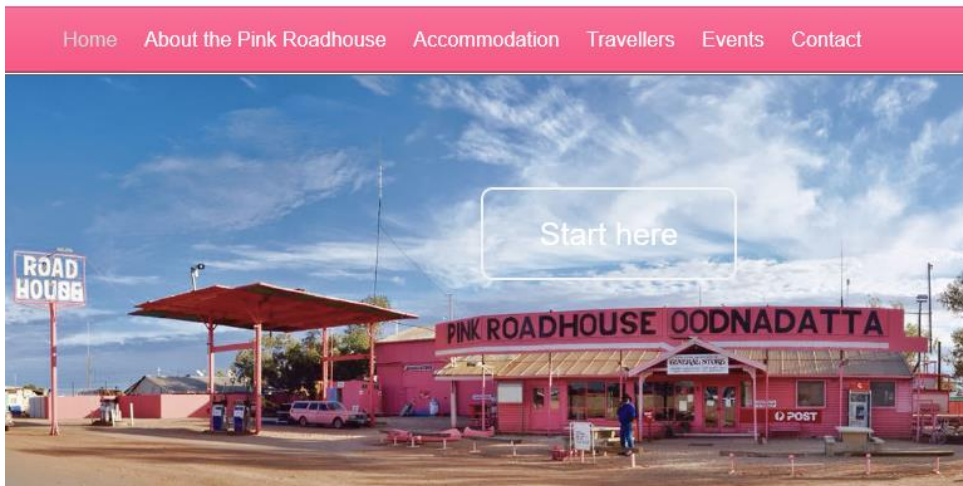 Home About the Pink Roadhouse Accommodation Travellers Events Contact
Start here
ROAD
HOUSE
PINK ROADHOUSE OODNADATTA
GENERAL STORE
POST